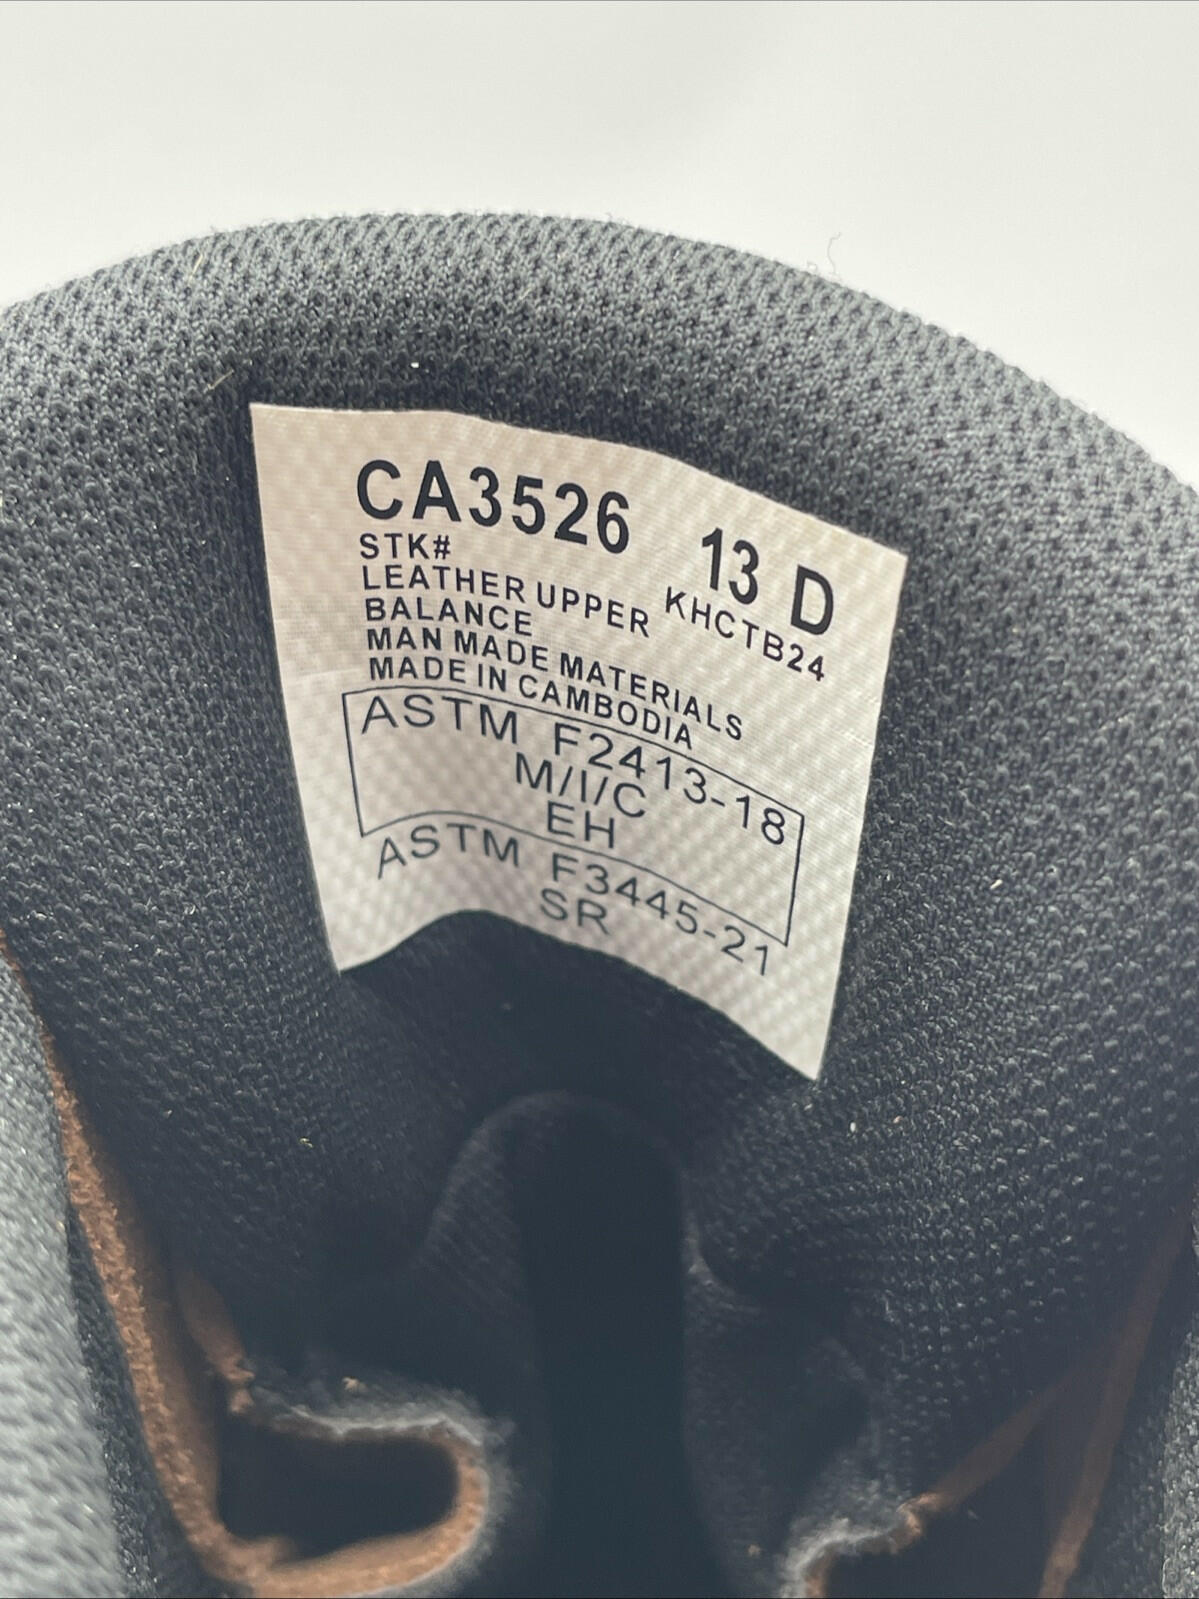 CA3526 13 D
STK# KHCTB24
LEATHER UPPER
BALANCE
MAN MADE MATERIALS
MADE IN CAMBODIA
ASTM F2413-18
M/I/C
EH
ASTM F3445-21
SR